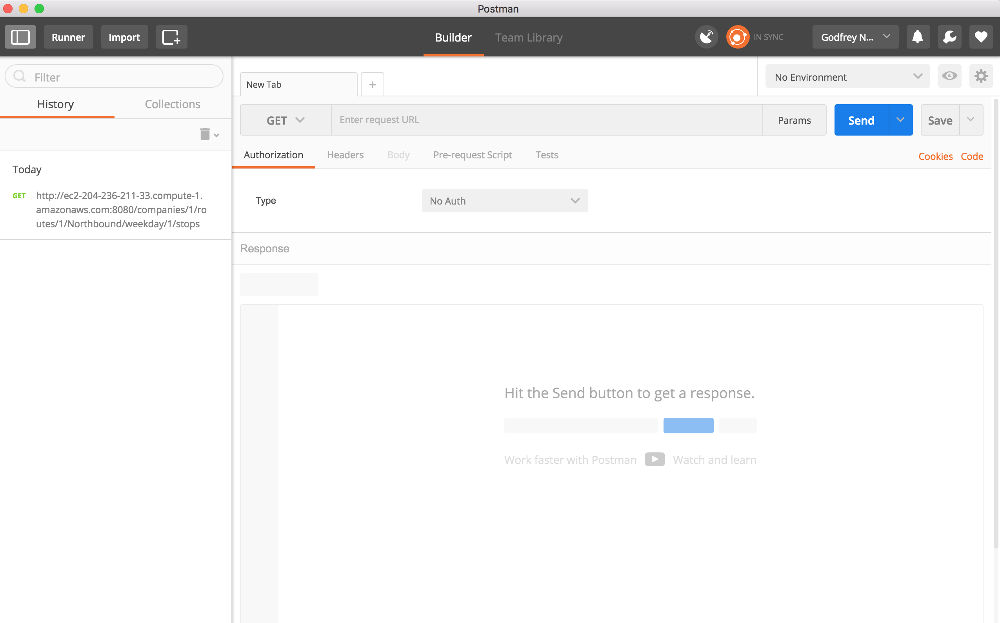 Postman
Runner
Import
Builder
Team Library
IN SYNC
Godfrey N...
Filter
History
Collections
Today
GET
http://ec2-204-236-211-33.compute-1.
amazonaws.com:8080/companies/1/ro
utes/1/Northbound/weekday/1/stops
New Tab
No Environment
GET
Enter request URL
Params
Send
Save
Authorization
Headers
Body
Pre-request Script
Tests
Cookies
Code
Type
No Auth
Response
Hit the Send button to get a response.
Work faster with Postman
Watch and learn